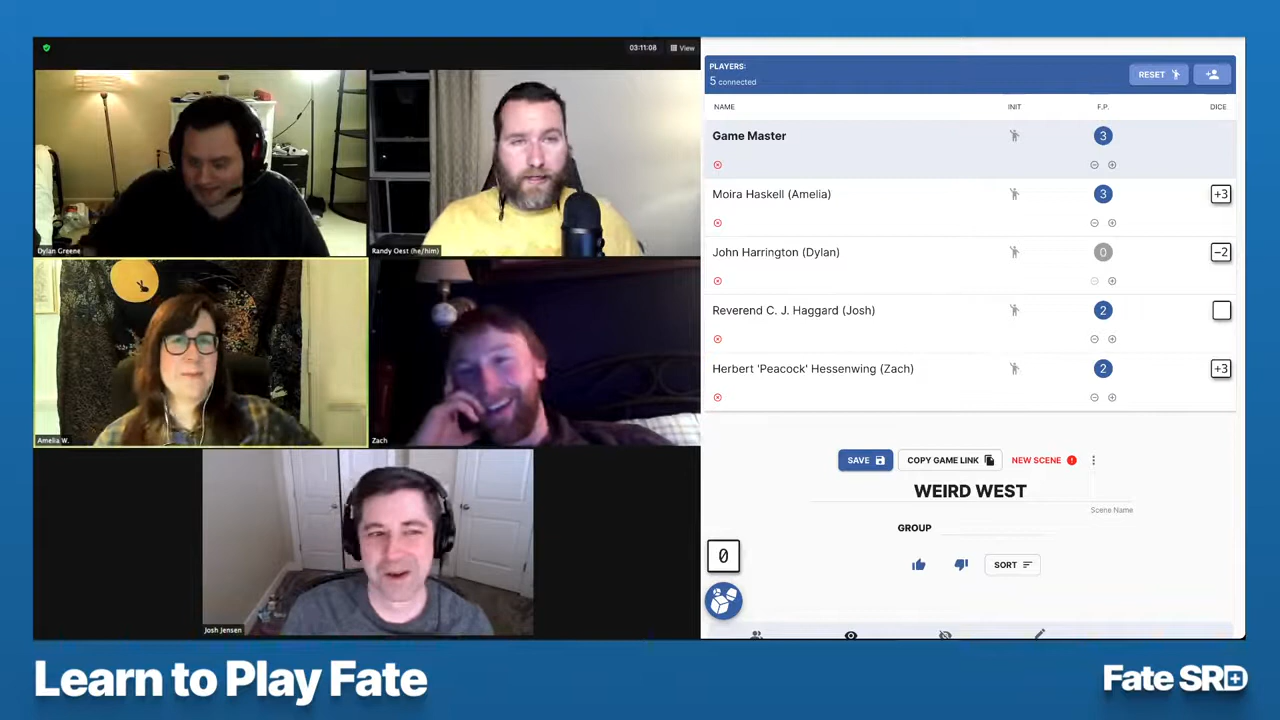 03:11:08 View
Dylan Greene
Randy Oest (he/him)
Amelia W.
Zach
Josh Jensen
PLAYERS:
5 connected
RESET
NAME INIT F.P. DICE
Game Master 3
Moira Haskell (Amelia) 3 +3
John Harrington (Dylan) 0 −2
Reverend C. J. Haggard (Josh) 2
Herbert 'Peacock' Hessenwing (Zach) 2 +3
SAVE COPY GAME LINK NEW SCENE
WEIRD WEST
Scene Name
GROUP
0
SORT
Learn to Play Fate
Fate SRD